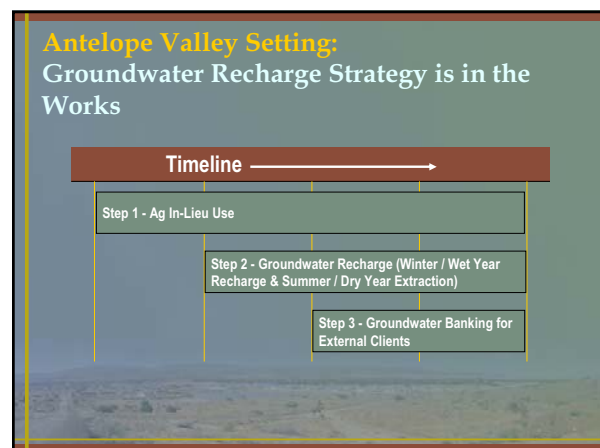 Antelope Valley Setting:
Groundwater Recharge Strategy is in the
Works
Timeline
Step 1 - Ag In-Lieu Use
Step 2 - Groundwater Recharge (Winter / Wet Year
Recharge & Summer / Dry Year Extraction)
Step 3 - Groundwater Banking for
External Clients